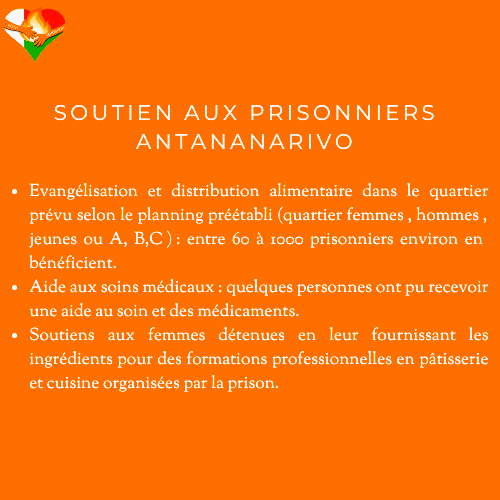 SOUTIEN AUX PRISONNIERS
ANTANANARIVO
• Evangélisation et distribution alimentaire dans le quartier
prévu selon le planning préétabli (quartier femmes , hommes ,
jeunes ou A, B,C ) : entre 60 à 1000 prisonniers environ en
bénéficient.
• Aide aux soins médicaux : quelques personnes ont pu recevoir
une aide au soin et des médicaments.
• Soutiens aux femmes détenues en leur fournissant les
ingrédients pour des formations professionnelles en pâtisserie
et cuisine organisées par la prison.